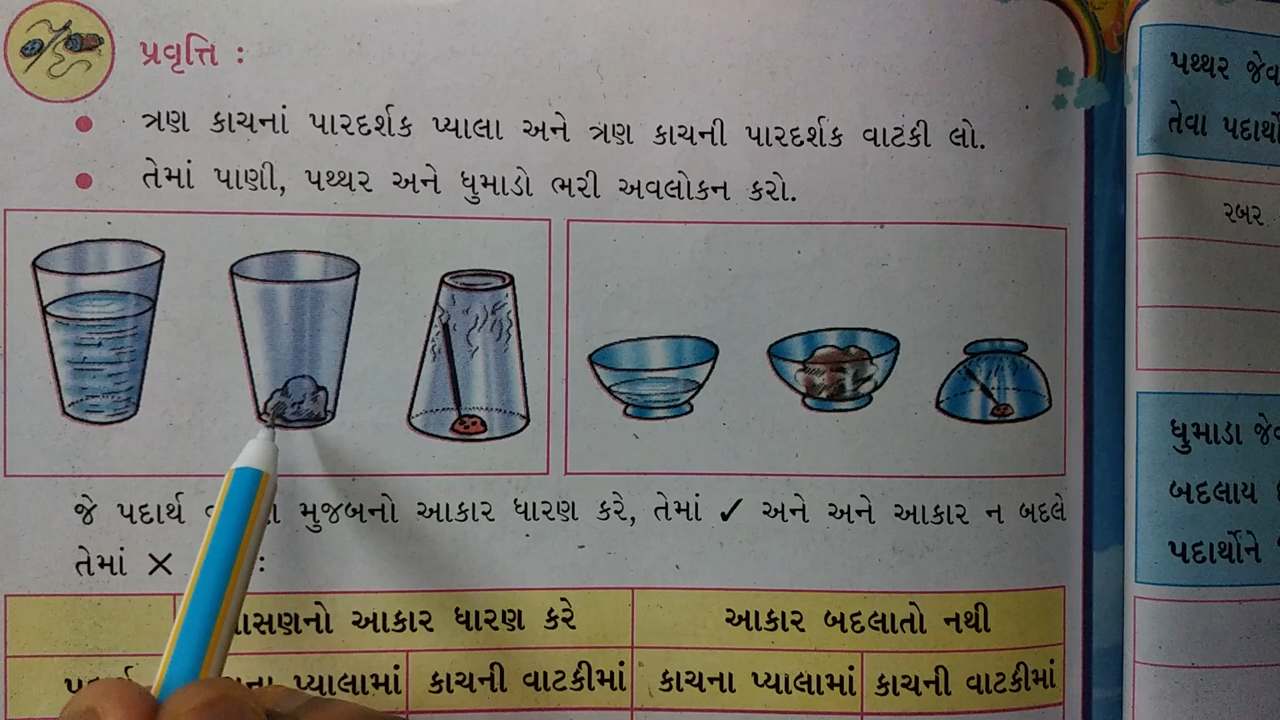 પ્રવૃત્તિ :
• ત્રણ કાચનાં પારદર્શક પ્યાલા અને ત્રણ કાચની પારદર્શક વાટકી લો.
• તેમાં પાણી, પથ્થર અને ધુમાડો ભરી અવલોકન કરો.
જે પદાર્થ મુજબનો આકાર ધારણ કરે, તેમાં ✓ અને અને આકાર ન બદલે
તેમાં × :
આકાર ધારણ કરે આકાર બદલાતો નથી
પ્યાલામાં કાચની વાટકીમાં કાચના પ્યાલામાં કાચની વાટકીમાં
પથ્થર
તેવા
રબર
ધુમાડા
બદલાય
પદાર્થોને